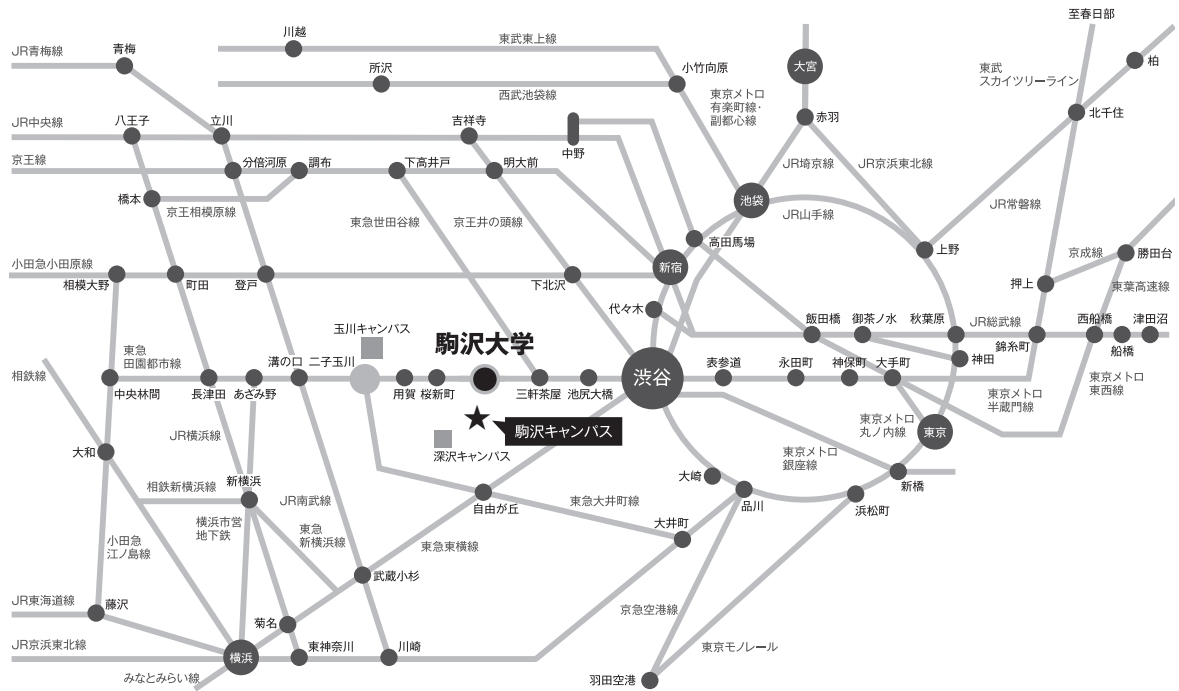 至春日部
川越
東武東上線
JR青梅線
青梅
大宮
柏
所沢
小竹向原
東武
スカイツリーライン
西武池袋線
東京メトロ
有楽町線・
副都心線
北千住
JR中央線
八王子
立川
吉祥寺
赤羽
中野
京王線
分倍河原
調布
下高井戸
明大前
JR埼京線
JR京浜東北線
橋本
京王相模原線
池袋
JR常磐線
JR山手線
東急世田谷線
京王井の頭線
高田馬場
上野
京成線
勝田台
小田急小田原線
新宿
相模大野
町田
登戸
下北沢
押上
東葉高速線
代々木
飯田橋
御茶ノ水
秋葉原
JR総武線
西船橋
津田沼
玉川キャンパス
駒沢大学
錦糸町
船橋
東急
田園都市線
溝の口
二子玉川
渋谷
表参道
永田町
神保町
大手町
神田
相鉄線
中央林間
長津田
あざみ野
用賀
桜新町
三軒茶屋
池尻大橋
東京メトロ
半蔵門線
東京メトロ
東西線
東京メトロ
丸ノ内線
東京
JR横浜線
駒沢キャンパス
大和
深沢キャンパス
東京メトロ
銀座線
新横浜
大崎
新橋
相鉄新横浜線
JR南武線
自由が丘
東急大井町線
品川
浜松町
横浜市営
地下鉄
東急
新横浜線
大井町
小田急
江ノ島線
東急東横線
武蔵小杉
JR東海道線
藤沢
京急空港線
菊名
JR京浜東北線
横浜
東神奈川
川崎
東京モノレール
みなとみらい線
羽田空港